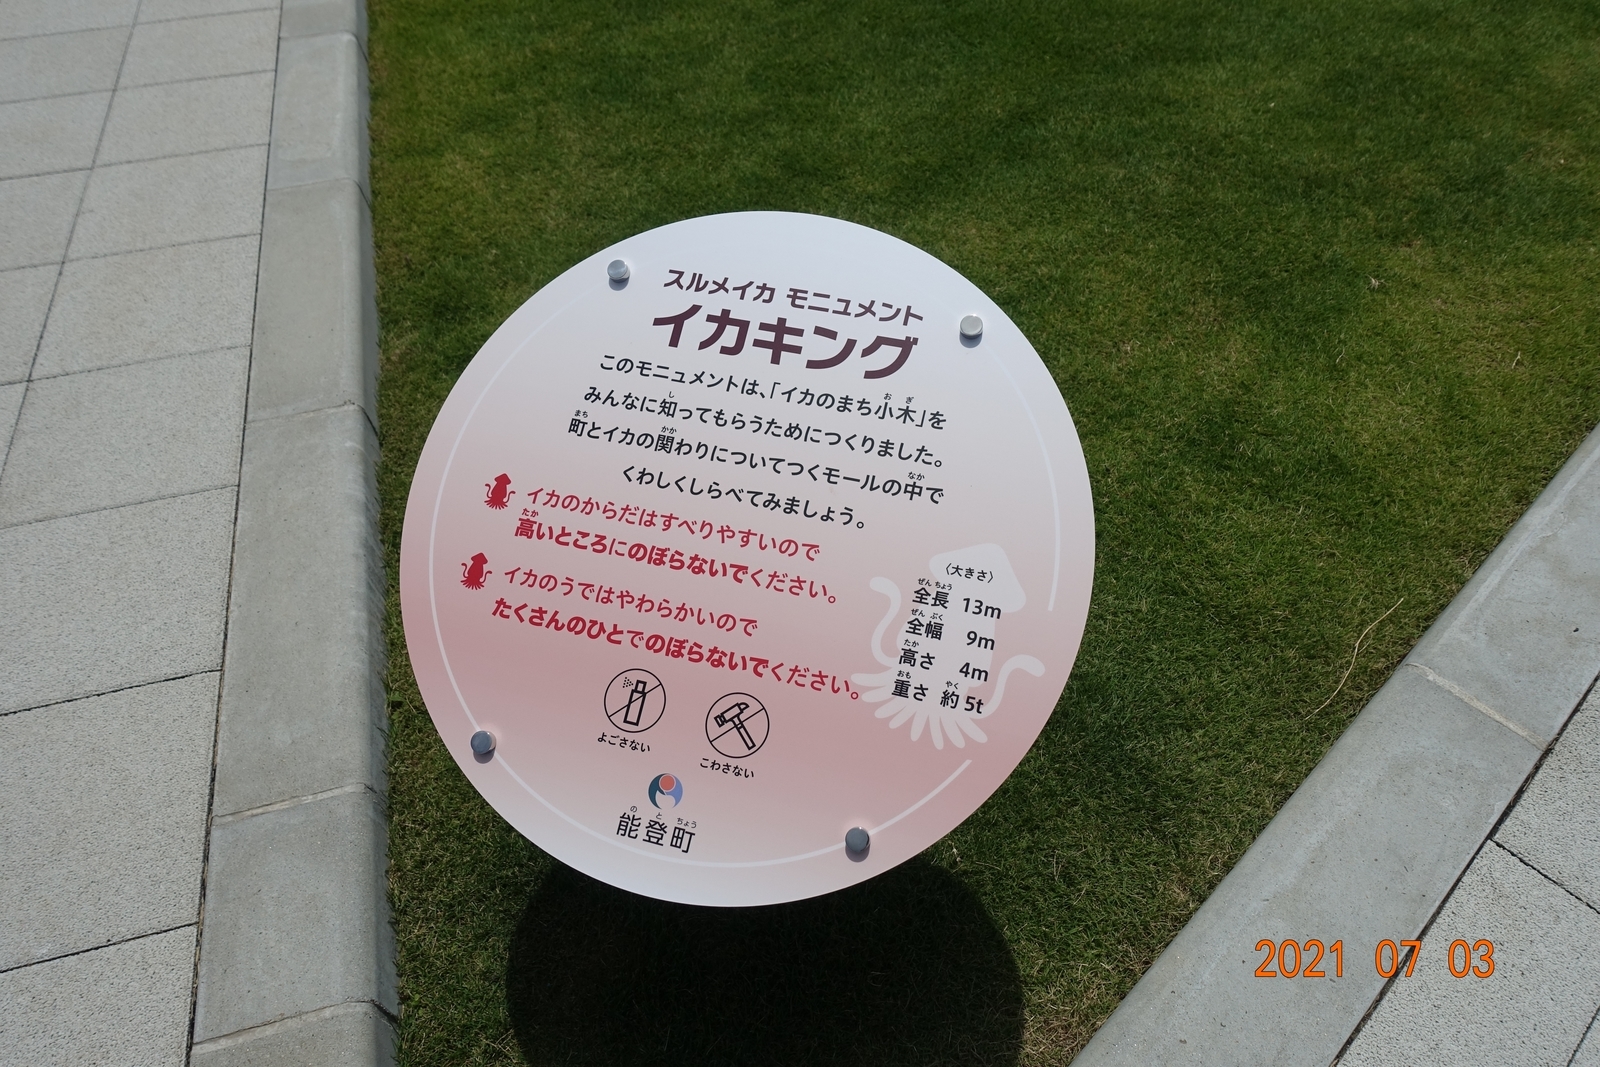 スルメイカ モニュメント
イカキング
このモニュメントは、「イカのまち小木」を
みんなに知ってもらうためにつくりました。
町とイカの関わりについてつくモールの中で
くわしくしらべてみましょう。
イカのからだはすべりやすいので
高いところにのぼらないでください。
イカのうではやわらかいので
たくさんのひとでのぼらないでください。
〈大きさ〉
全長 13m
全幅 9m
高さ 4m
重さ 約5t
よごさない
こわさない
能登町
2021 07 03